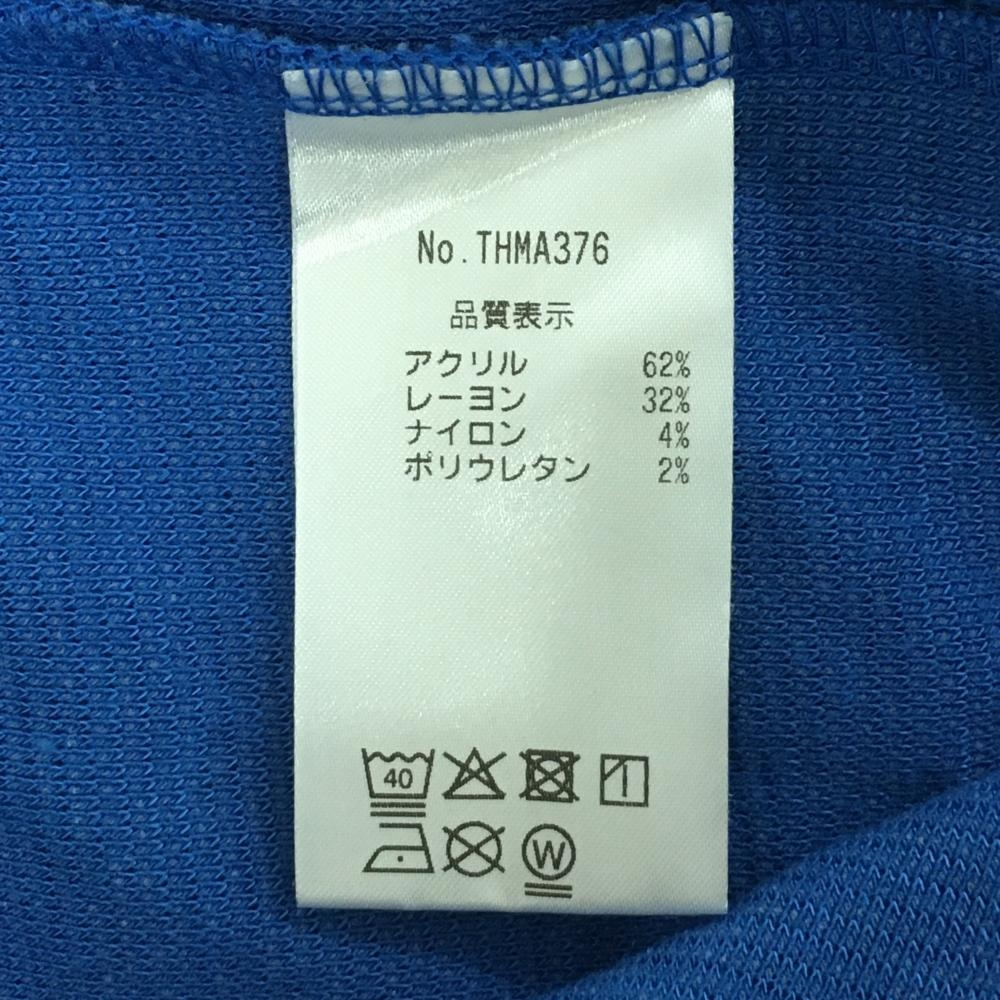 No.THMA376
品質表示
アクリル 62%
レーヨン 32%
ナイロン 4%
ポリウレタン 2%
40
W